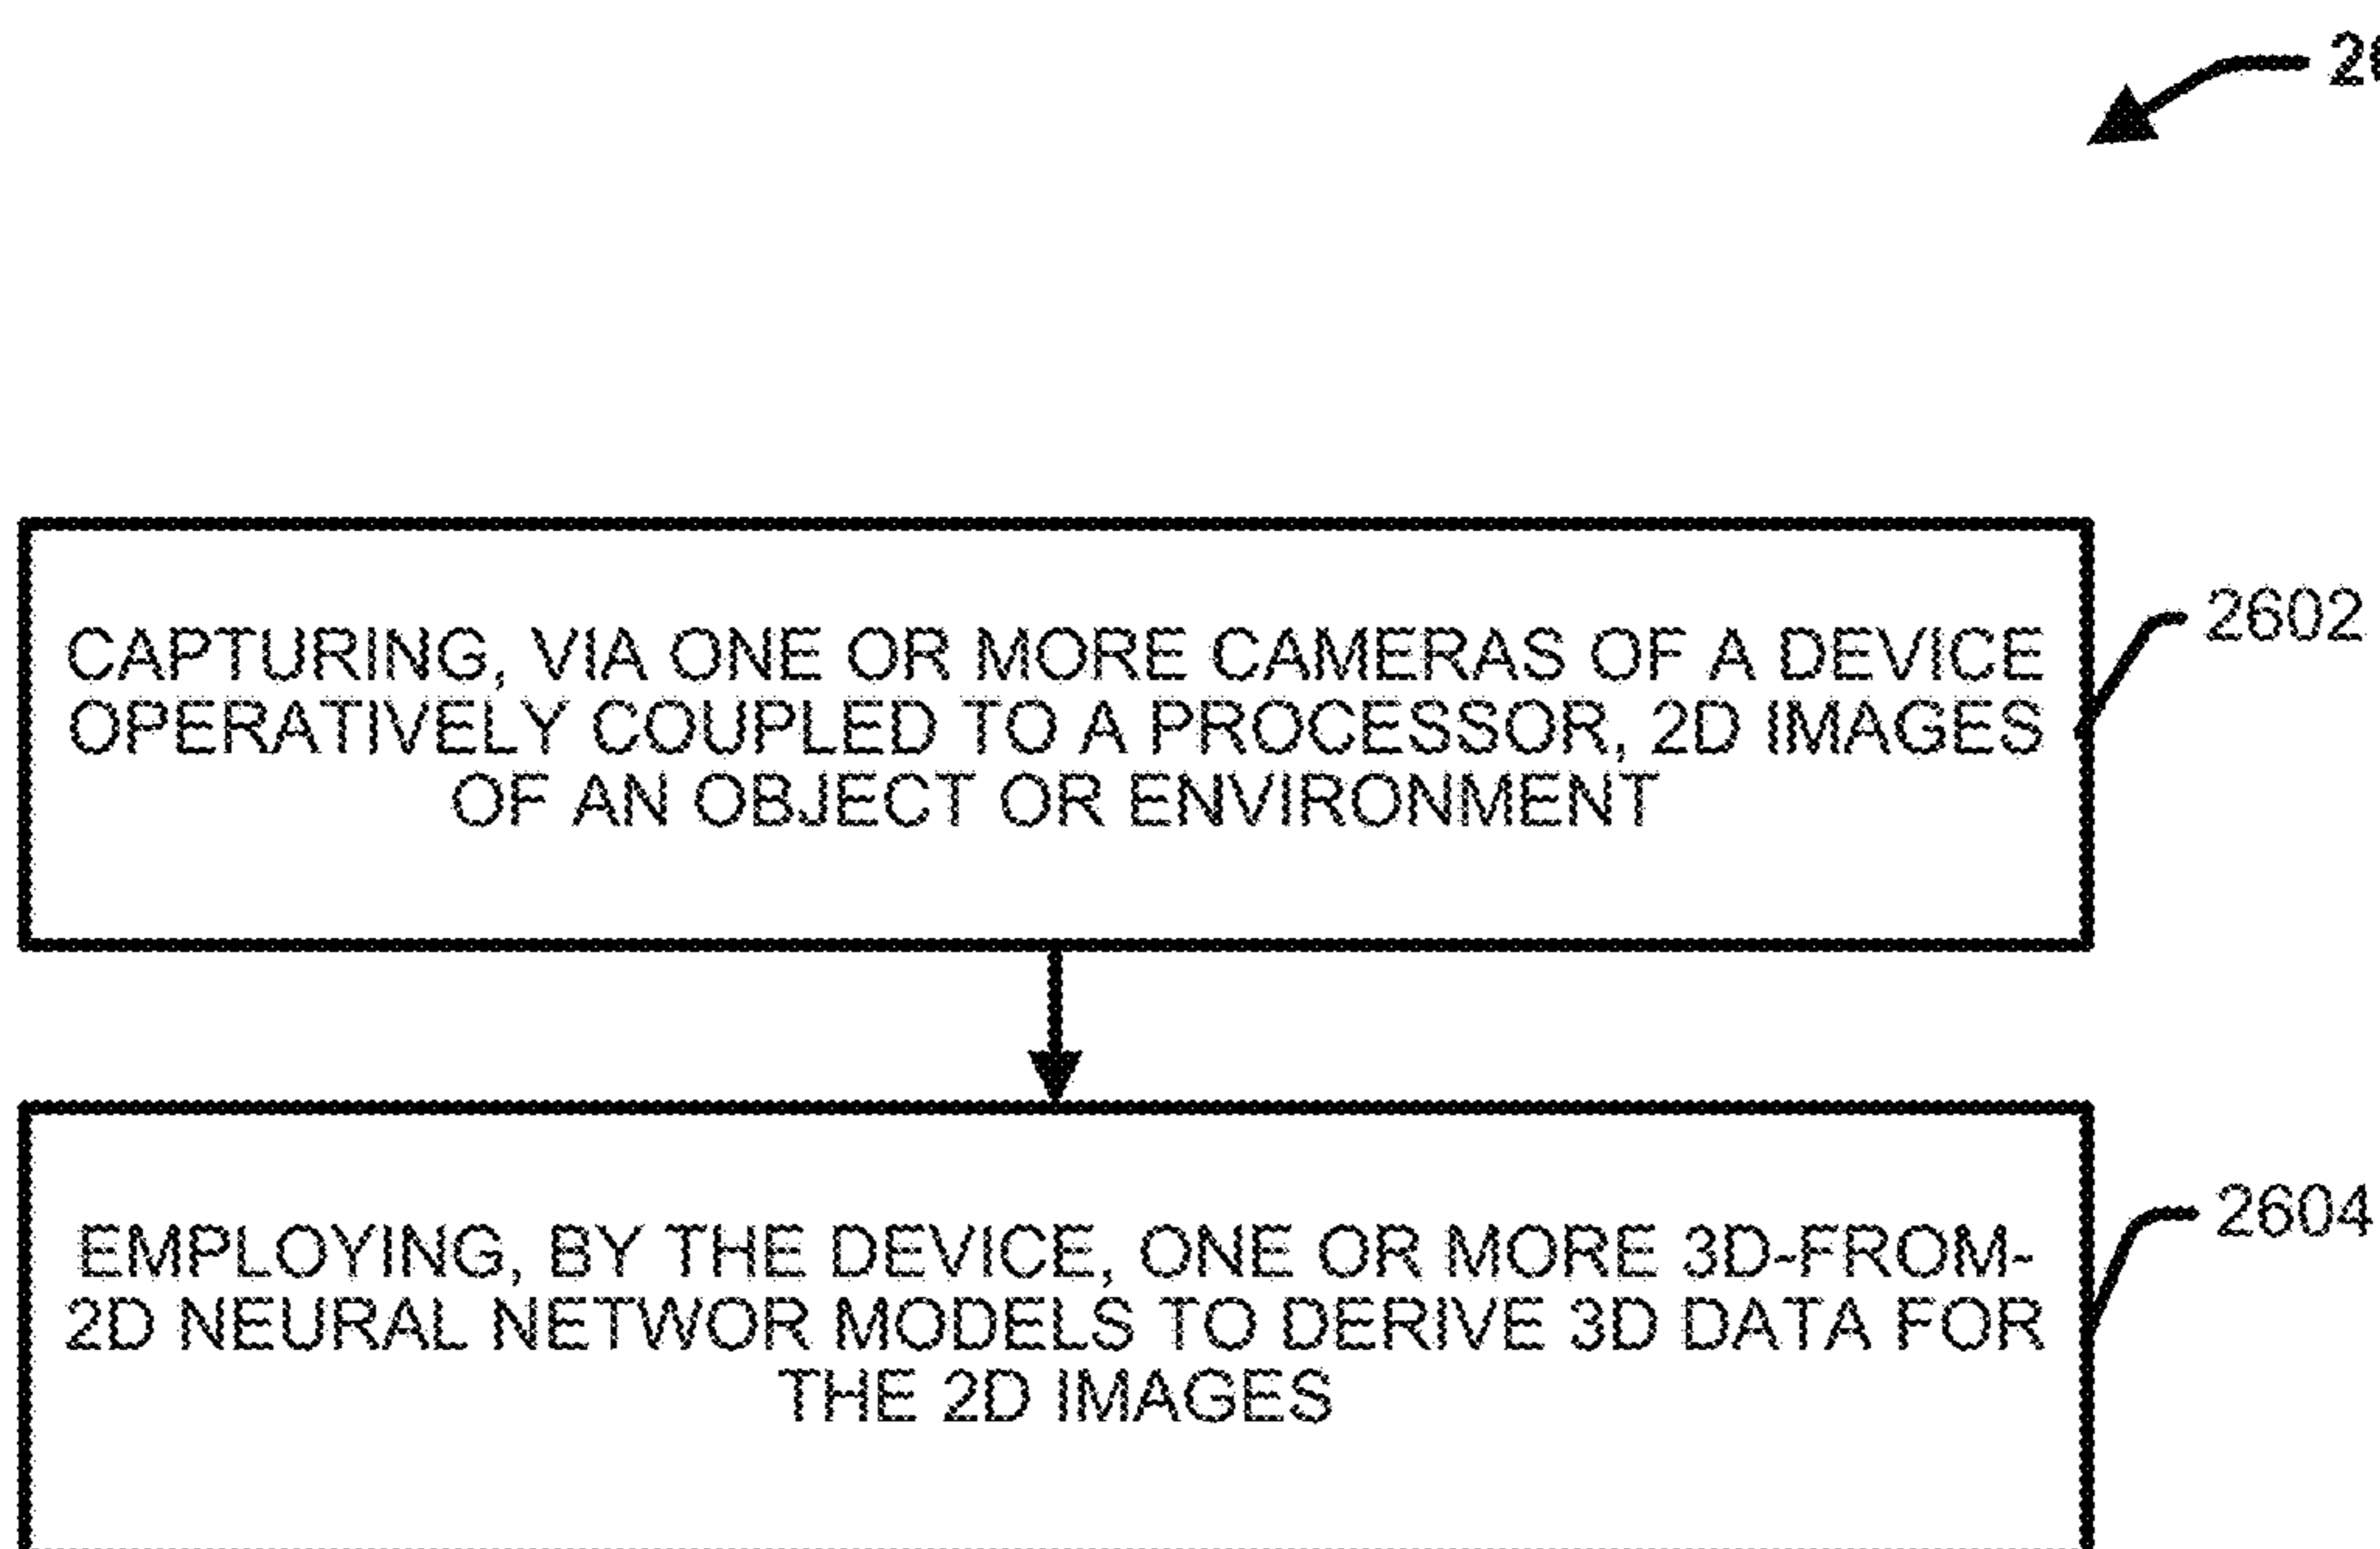 2602
CAPTURING, VIA ONE OR MORE CAMERAS OF A DEVICE
OPERATIVELY COUPLED TO A PROCESSOR, 2D IMAGES
OF AN OBJECT OR ENVIRONMENT
2604
EMPLOYING, BY THE DEVICE, ONE OR MORE 3D-FROM-
2D NEURAL NETWOR MODELS TO DERIVE 3D DATA FOR
THE 2D IMAGES